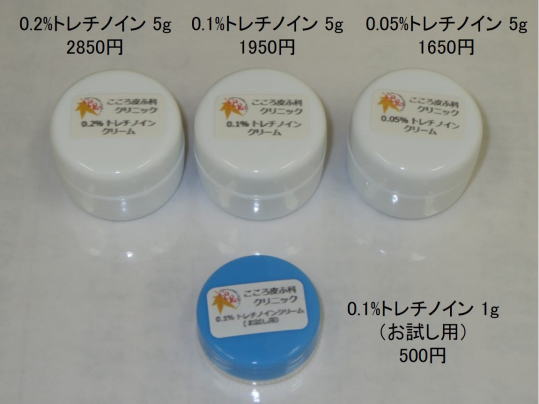 0.2%トレチノイン 5g
2850円
0.1%トレチノイン 5g
1950円
0.05%トレチノイン 5g
1650円
こころ皮ふ科
クリニック
0.2% トレチノイン
クリーム
こころ皮ふ科
クリニック
0.1% トレチノイン
クリーム
こころ皮ふ科
クリニック
0.05% トレチノイン
クリーム
こころ皮ふ科
クリニック
0.1% トレチノインクリーム
(お試し用)
0.1%トレチノイン 1g
（お試し用）
500円